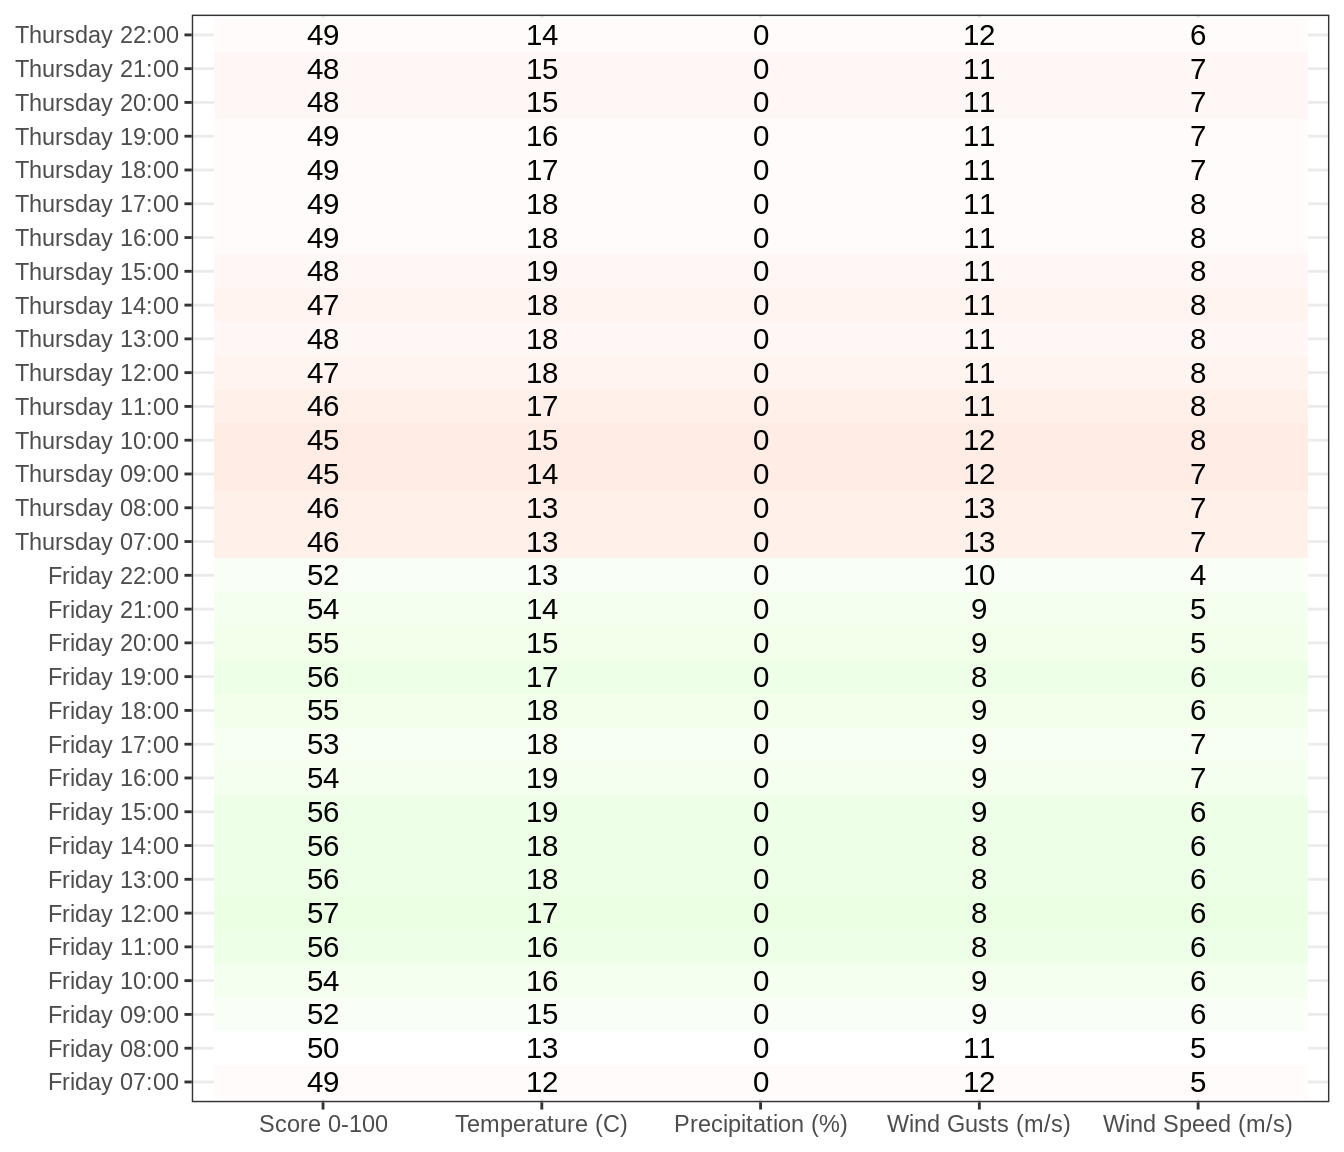 Thursday 22:00 49 14 0 12 6
Thursday 21:00 48 15 0 11 7
Thursday 20:00 48 15 0 11 7
Thursday 19:00 49 16 0 11 7
Thursday 18:00 49 17 0 11 7
Thursday 17:00 49 18 0 11 8
Thursday 16:00 49 18 0 11 8
Thursday 15:00 48 19 0 11 8
Thursday 14:00 47 18 0 11 8
Thursday 13:00 48 18 0 11 8
Thursday 12:00 47 18 0 11 8
Thursday 11:00 46 17 0 11 8
Thursday 10:00 45 15 0 12 8
Thursday 09:00 45 14 0 12 7
Thursday 08:00 46 13 0 13 7
Thursday 07:00 46 13 0 13 7
Friday 22:00 52 13 0 10 4
Friday 21:00 54 14 0 9 5
Friday 20:00 55 15 0 9 5
Friday 19:00 56 17 0 8 6
Friday 18:00 55 18 0 9 6
Friday 17:00 53 18 0 9 7
Friday 16:00 54 19 0 9 7
Friday 15:00 56 19 0 9 6
Friday 14:00 56 18 0 8 6
Friday 13:00 56 18 0 8 6
Friday 12:00 57 17 0 8 6
Friday 11:00 56 16 0 8 6
Friday 10:00 54 16 0 9 6
Friday 09:00 52 15 0 9 6
Friday 08:00 50 13 0 11 5
Friday 07:00 49 12 0 12 5
Score 0-100 Temperature (C) Precipitation (%) Wind Gusts (m/s) Wind Speed (m/s)